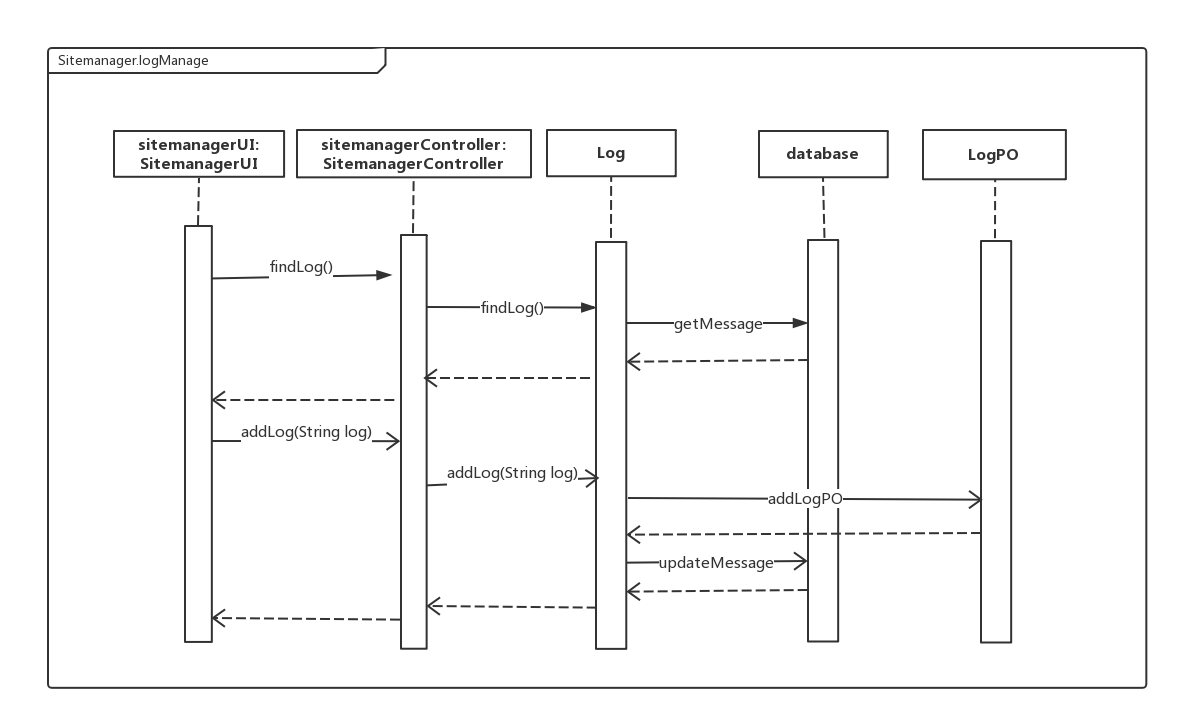 Sitemanager.logManage
sitemanagerUI:
SitemanagerUI
sitemanagerController:
SitemanagerController
Log
database
LogPO
findLog()
findLog()
getMessage
addLog(String log)
addLog(String log)
addLogPO
updateMessage